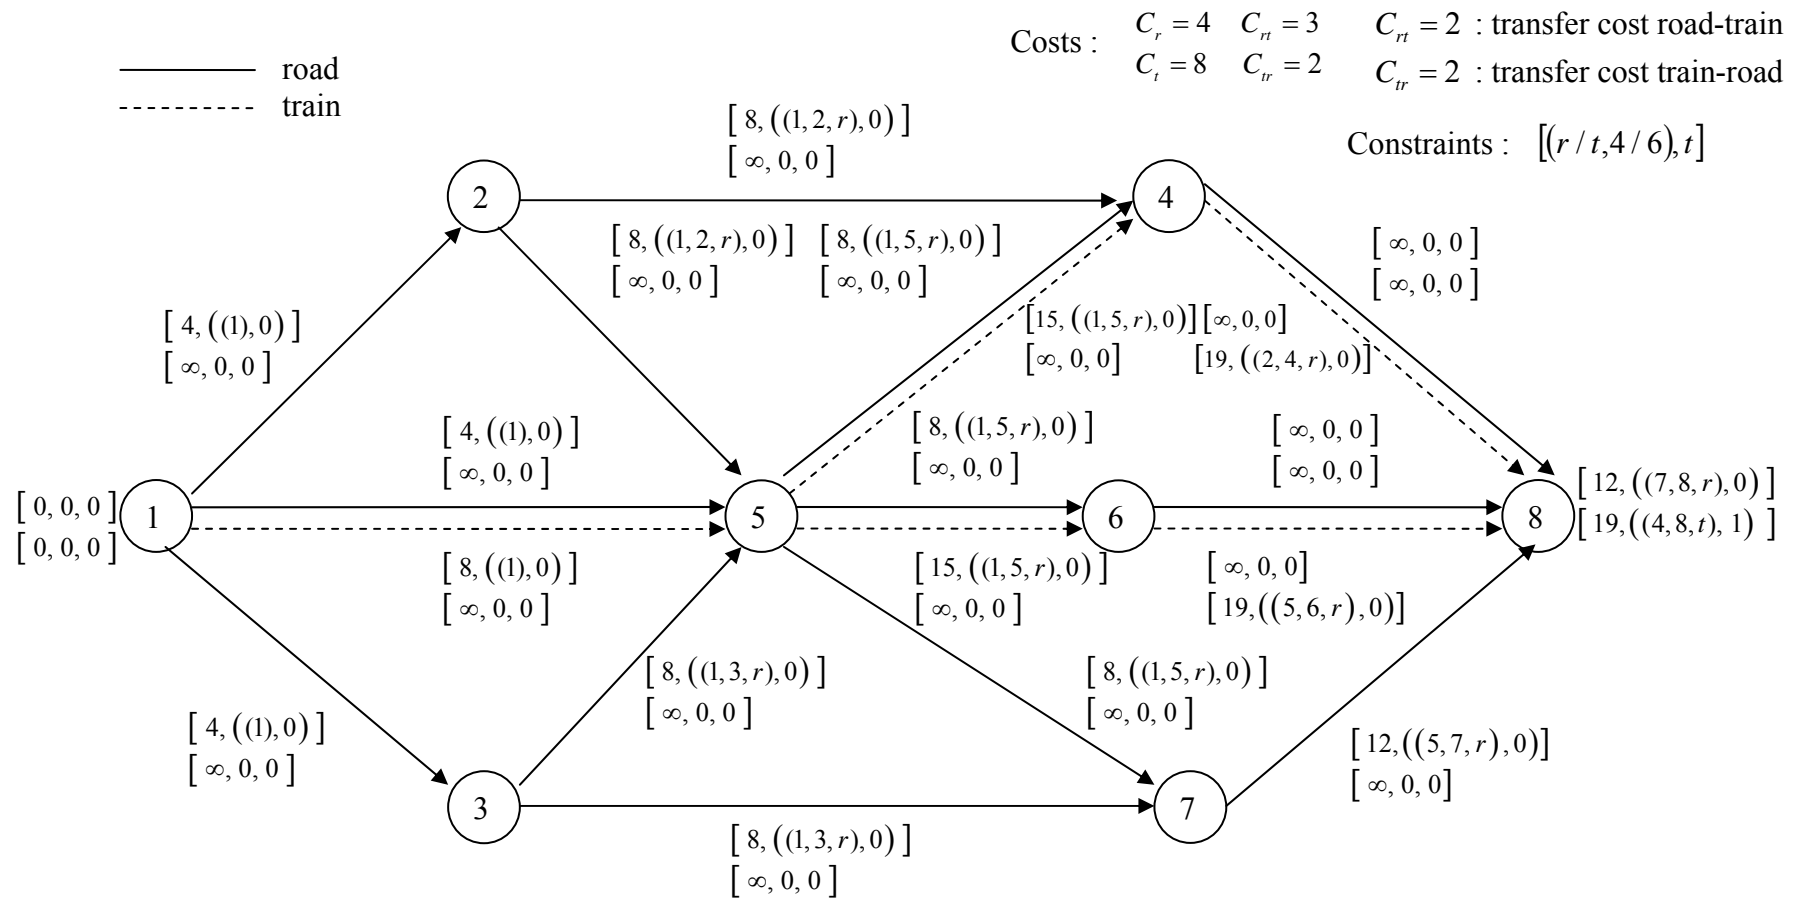 Costs : C_r = 4 C_rt = 3 C_rt = 2 : transfer cost road-train
C_t = 8 C_tr = 2 C_tr = 2 : transfer cost train-road
road
train
Constraints : [(r / t,4 / 6), t]
[ 8, ((1, 2, r), 0) ]
[ ∞, 0, 0 ]
2
4
[ 8, ((1, 2, r), 0) ] [ 8, ((1, 5, r), 0) ]
[ ∞, 0, 0 ] [ ∞, 0, 0 ]
[ ∞, 0, 0 ]
[ ∞, 0, 0 ]
[ 4, ((1), 0) ]
[ ∞, 0, 0 ]
[15, ((1, 5, r), 0)] [∞, 0, 0]
[∞, 0, 0] [19, ((2, 4, r), 0)]
[ 4, ((1), 0) ]
[ ∞, 0, 0 ]
[ 8, ((1, 5, r), 0) ]
[ ∞, 0, 0 ]
[ ∞, 0, 0 ]
[ ∞, 0, 0 ]
[ 0, 0, 0 ]
[ 0, 0, 0 ]
1
5
6
8
[ 12, ((7, 8, r), 0) ]
[ 19, ((4, 8, t), 1) ]
[ 8, ((1), 0) ]
[ ∞, 0, 0 ]
[ 15, ((1, 5, r), 0) ]
[ ∞, 0, 0 ]
[ ∞, 0, 0]
[ 19, ((5, 6, r), 0)]
[ 8, ((1, 3, r), 0) ]
[ ∞, 0, 0 ]
[ 8, ((1, 5, r), 0) ]
[ ∞, 0, 0 ]
[ 4, ((1), 0) ]
[ ∞, 0, 0 ]
[ 12, ((5, 7, r), 0)]
[ ∞, 0, 0]
3
7
[ 8, ((1, 3, r), 0) ]
[ ∞, 0, 0 ]